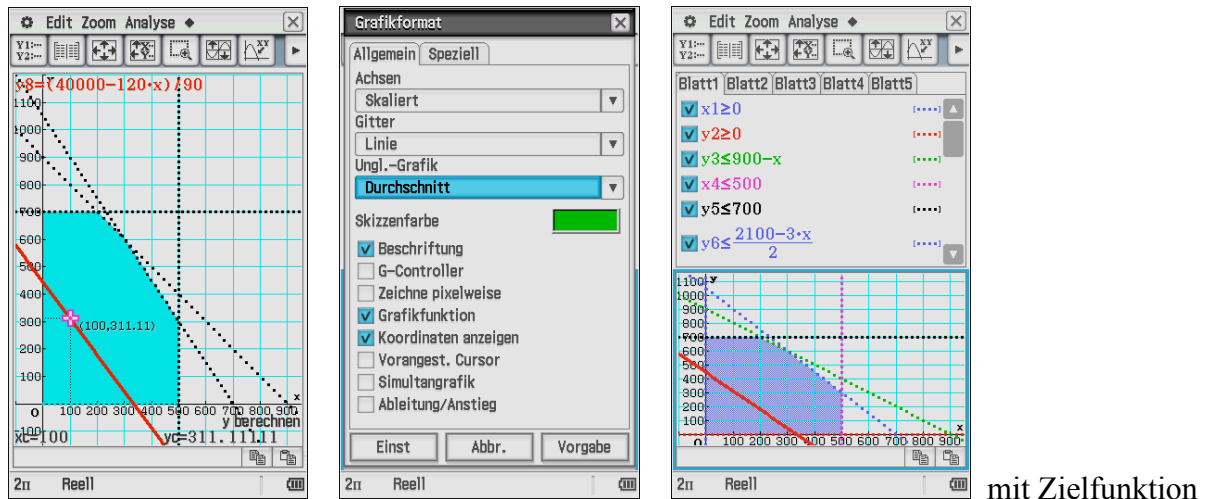 Edit Zoom Analyse
Y1:···
Y2:···
y8=(40000-120·x)/90
y
1100
1000
900
800
700
600
500
400
300
200
100
0
-100
100 200 300 400 500 600 700 800 900
x
(100,311.11)
y berechnen
xc=100 yc=311.11111
2π Reell
Grafikformat
Allgemein Speziell
Achsen
Skaliert
Gitter
Linie
Ungl.-Grafik
Durchschnitt
Skizzenfarbe
Beschriftung
G-Controller
Zeichne pixelweise
Grafikfunktion
Koordinaten anzeigen
Vorangest. Cursor
Simultangrafik
Ableitung/Anstieg
Einst Abbr. Vorgabe
2π Reell
Edit Zoom Analyse
Y1:···
Y2:···
Blatt1 Blatt2 Blatt3 Blatt4 Blatt5
x1≥0
y2≥0
y3≤900-x
x4≤500
y5≤700
y6≤(2100-3·x)/2
y
1100
1000
900
800
700
600
500
400
300
200
100
0
100 200 300 400 500 600 700 800 900
x
2π Reell
mit Zielfunktion